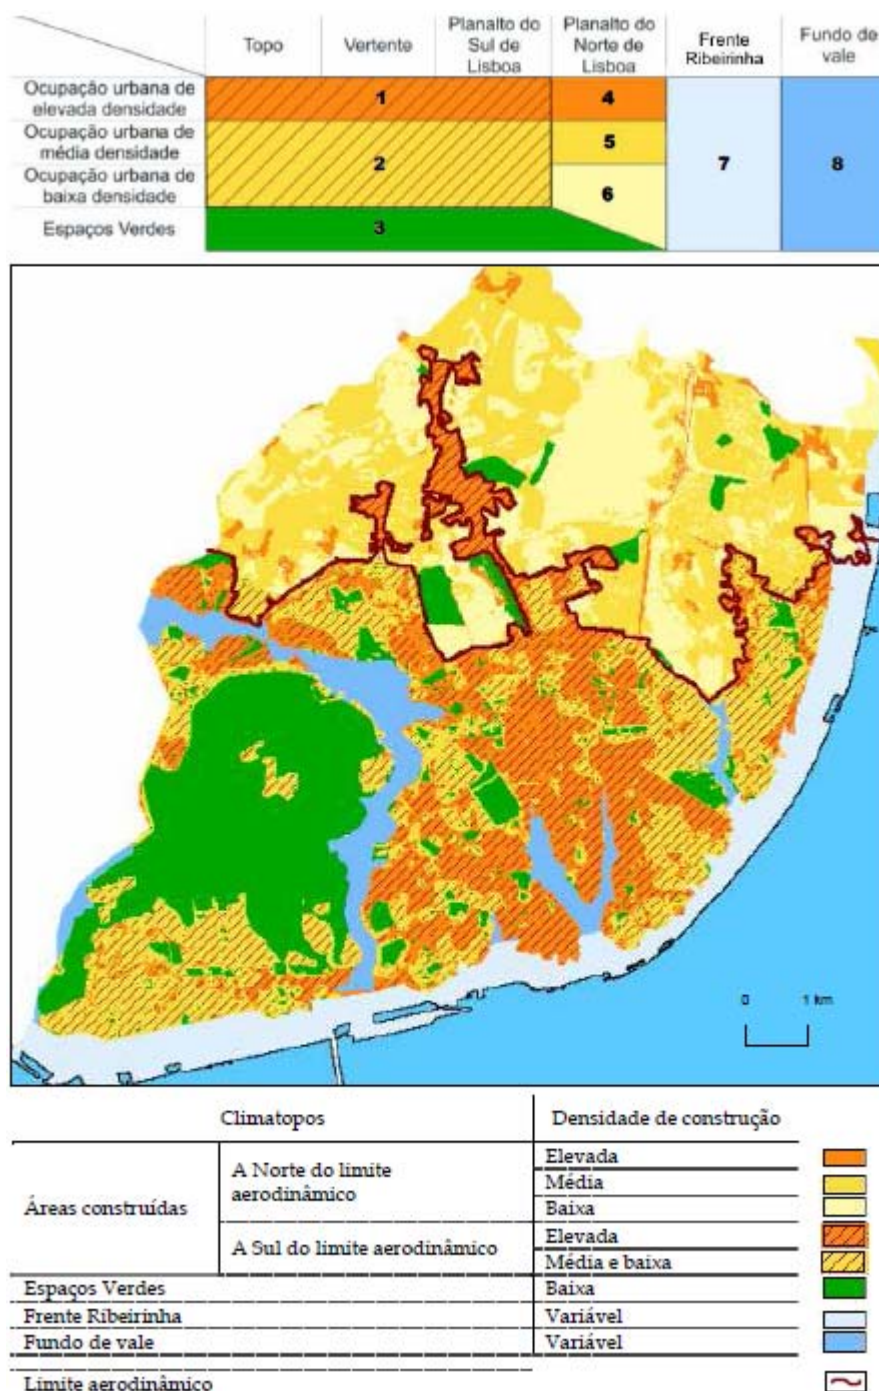 Topo
Vertente
Planalto do
Sul de
Lisboa
Planalto do
Norte de
Lisboa
Frente
Ribeirinha
Fundo de
vale
Ocupação urbana de
elevada densidade
1
4
Ocupação urbana de
média densidade
5
2
7
8
Ocupação urbana de
baixa densidade
6
Espaços Verdes
3
0 1 km
Climatopos
Densidade de construção
Áreas construídas
A Norte do limite
aerodinâmico
Elevada
Média
Baixa
A Sul do limite aerodinâmico
Elevada
Média e baixa
Espaços Verdes
Baixa
Frente Ribeirinha
Variável
Fundo de vale
Variável
Limite aerodinâmico